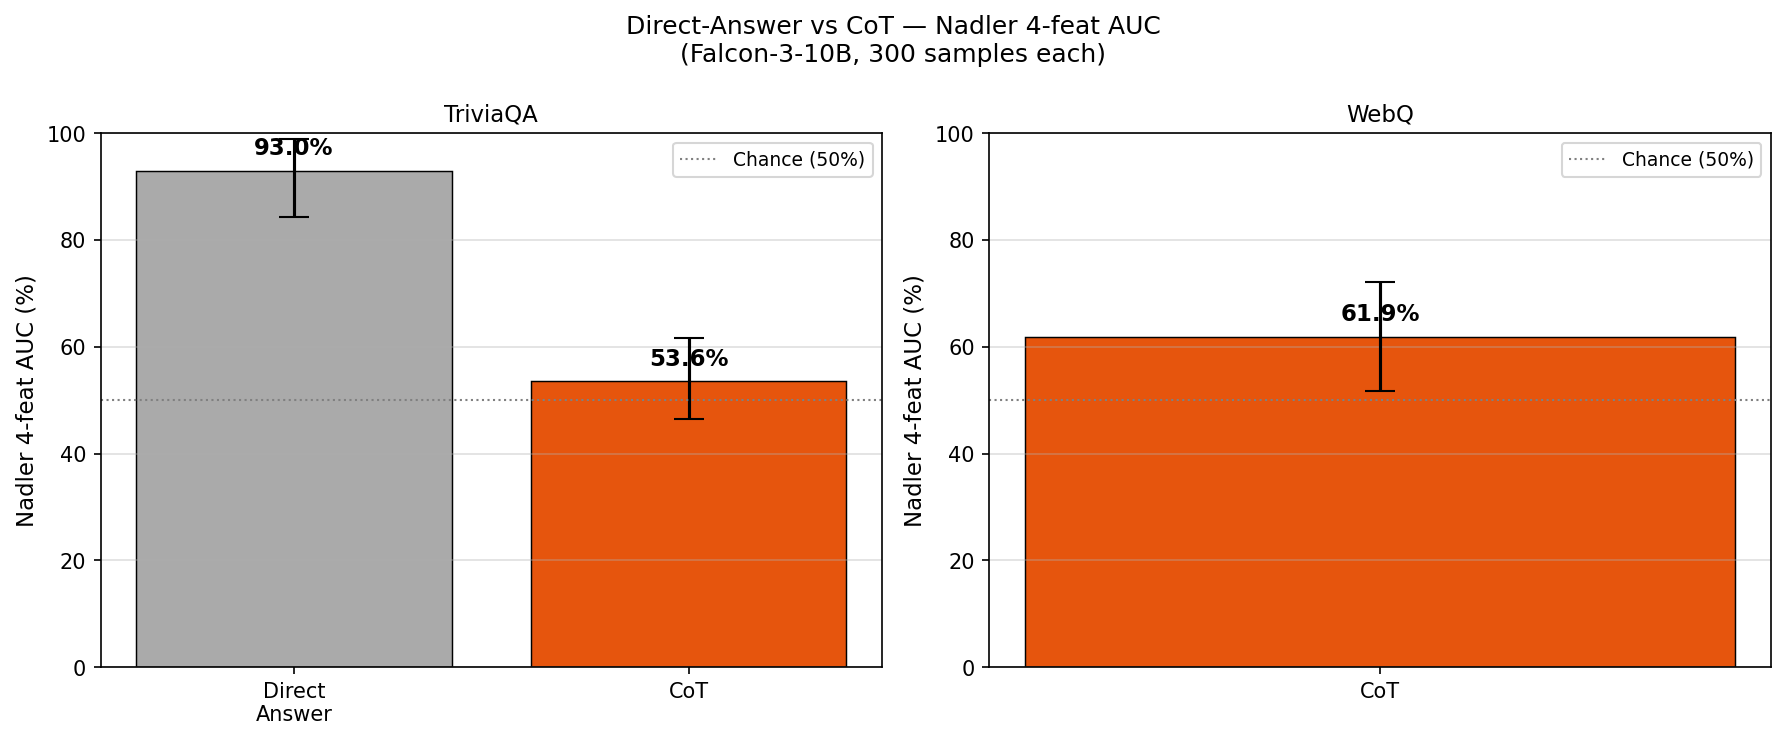 Direct-Answer vs CoT — Nadler 4-feat AUC
(Falcon-3-10B, 300 samples each)
TriviaQA
Nadler 4-feat AUC (%)
100
80
60
40
20
0
93.0%
53.6%
Chance (50%)
Direct
Answer
CoT
WebQ
Nadler 4-feat AUC (%)
100
80
60
40
20
0
61.9%
Chance (50%)
CoT